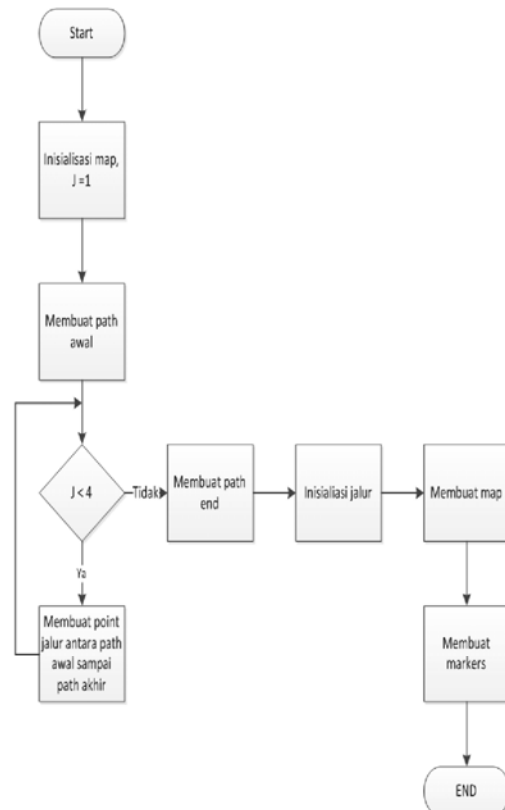 Start
Inisialisasi map,
J =1
Membuat path
awal
J < 4
Tidak
Membuat path
end
Inisialiasi jalur
Membuat map
Ya
Membuat point
jalur antara path
awal sampai
path akhir
Membuat
markers
END